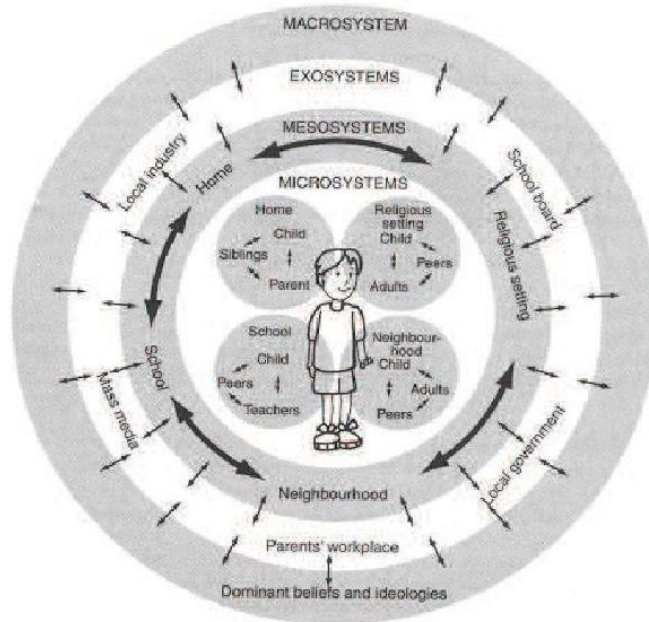 MACROSYSTEM
EXOSYSTEMS
MESOSYSTEMS
MICROSYSTEMS
Local industry
Home
School board
Religious setting
Home
Child
Siblings
Parent
Religious
setting
Child
Peers
Adults
School
Child
Peers
Teachers
Neighbour-
hood
Child
Adults
Peers
School
Mass media
Local government
Neighbourhood
Parents' workplace
Dominant beliefs and ideologies